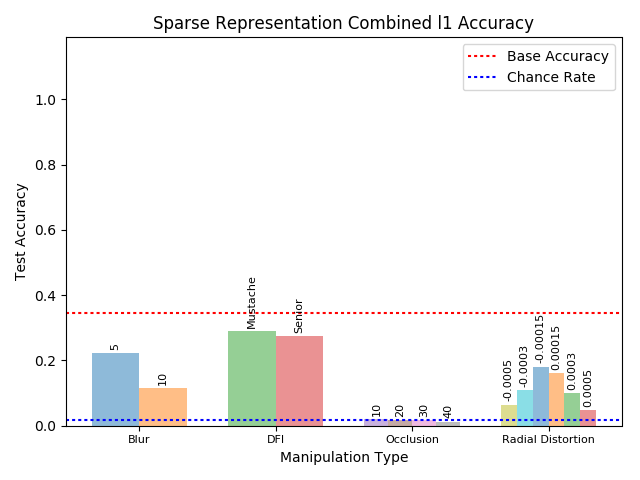 Sparse Representation Combined l1 Accuracy
Base Accuracy
Chance Rate
Test Accuracy
1.0
0.8
0.6
0.4
0.2
0.0
5
10
Mustache
Senior
10
20
30
40
-0.0005
-0.0003
-0.00015
0.00015
0.0003
0.0005
Blur
DFI
Occlusion
Radial Distortion
Manipulation Type